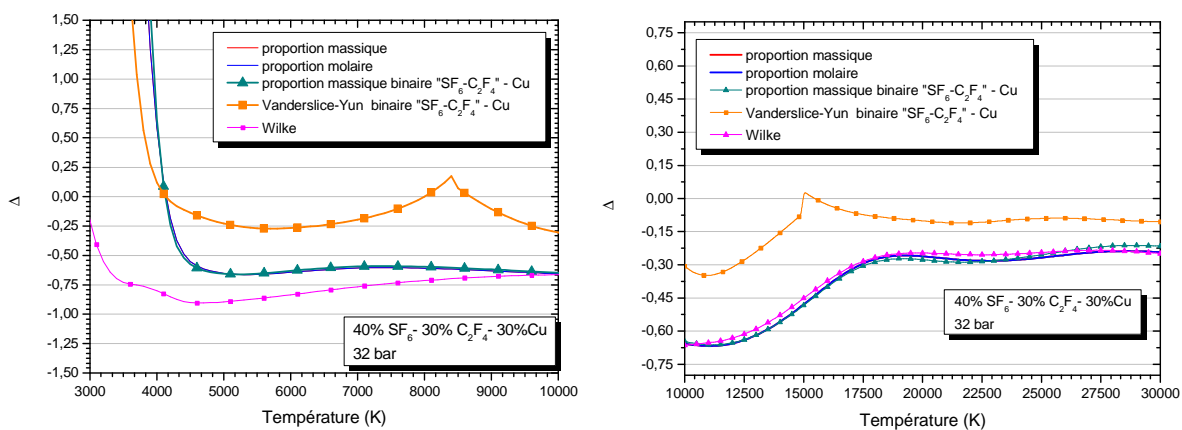 1,50
1,25
1,00
0,75
0,50
0,25
0,00
-0,25
-0,50
-0,75
-1,00
-1,25
-1,50
Δ
proportion massique
proportion molaire
proportion massique binaire "SF6-C2F4" - Cu
Vanderslice-Yun binaire "SF6-C2F4" - Cu
Wilke
40% SF6- 30% C2F4- 30%Cu
32 bar
3000 4000 5000 6000 7000 8000 9000 10000
Température (K)
0,75
0,60
0,45
0,30
0,15
0,00
-0,15
-0,30
-0,45
-0,60
-0,75
Δ
proportion massique
proportion molaire
proportion massique binaire "SF6-C2F4" - Cu
Vanderslice-Yun binaire "SF6-C2F4" - Cu
Wilke
40% SF6- 30% C2F4- 30%Cu
32 bar
10000 12500 15000 17500 20000 22500 25000 27500 30000
Température (K)